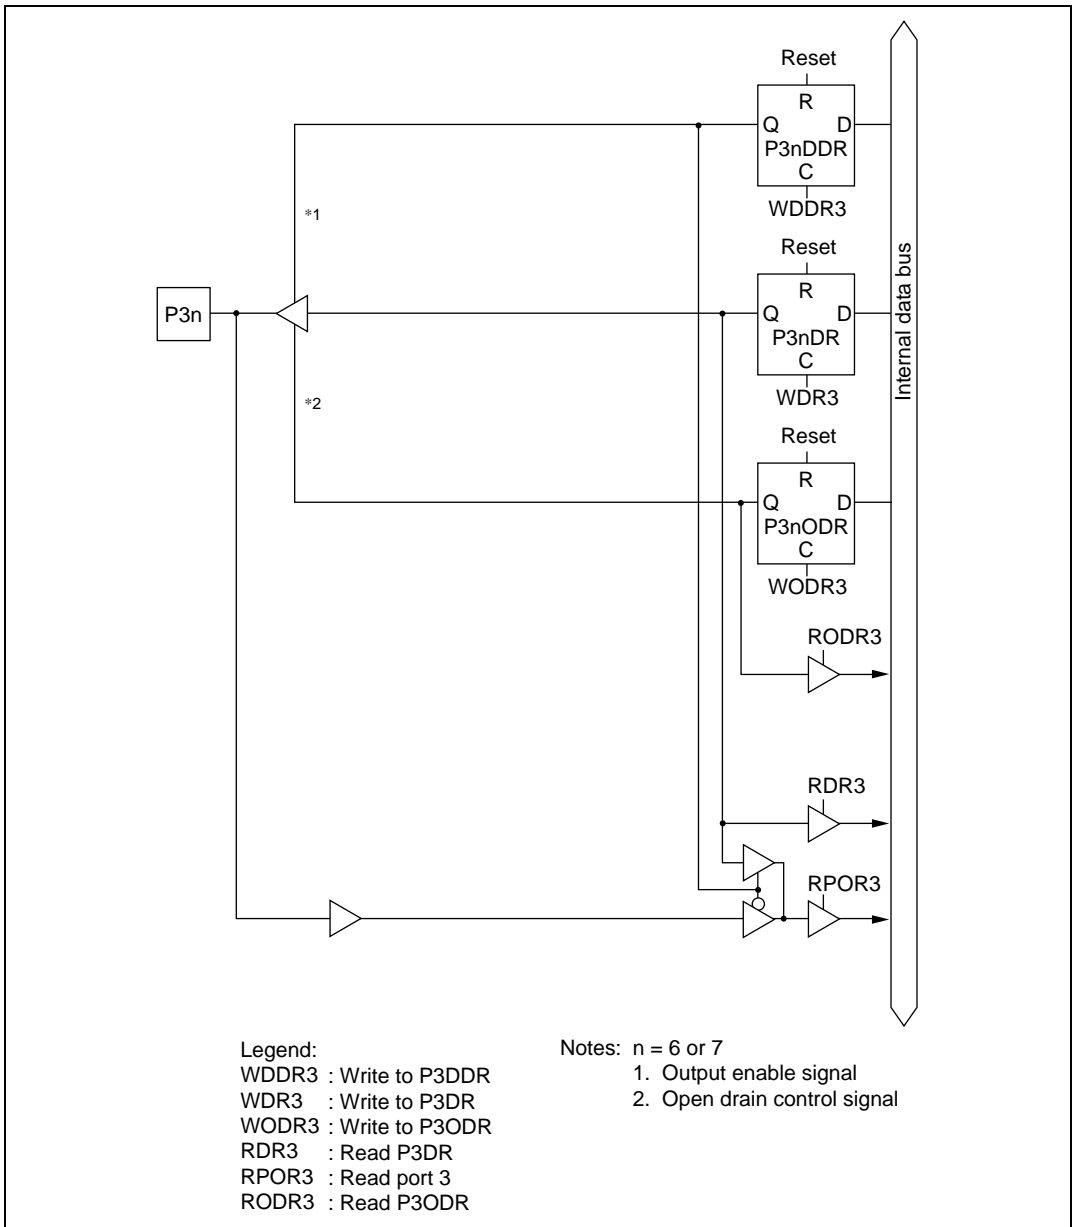 Reset
R
Q D
P3nDDR
C
WDDR3
*1
Reset
R
P3n
Q D
P3nDR
C
WDR3
*2
Reset
R
Q D
P3nODR
C
WODR3
Internal data bus
RODR3
RDR3
RPOR3
Legend:
WDDR3 : Write to P3DDR
WDR3 : Write to P3DR
WODR3 : Write to P3ODR
RDR3 : Read P3DR
RPOR3 : Read port 3
RODR3 : Read P3ODR
Notes: n = 6 or 7
1. Output enable signal
2. Open drain control signal